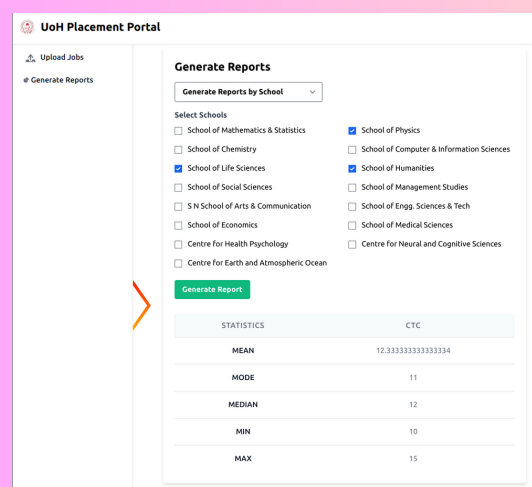 UoH Placement Portal
Upload Jobs
Generate Reports
Generate Reports
Generate Reports by School
Select Schools
School of Mathematics & Statistics School of Physics
School of Chemistry School of Computer & Information Sciences
School of Life Sciences School of Humanities
School of Social Sciences School of Management Studies
S N School of Arts & Communication School of Engg. Sciences & Tech
School of Economics School of Medical Sciences
Centre for Health Psychology Centre for Neural and Cognitive Sciences
Centre for Earth and Atmospheric Ocean
Generate Report
STATISTICS CTC
MEAN 12.333333333333334
MODE 11
MEDIAN 12
MIN 10
MAX 15